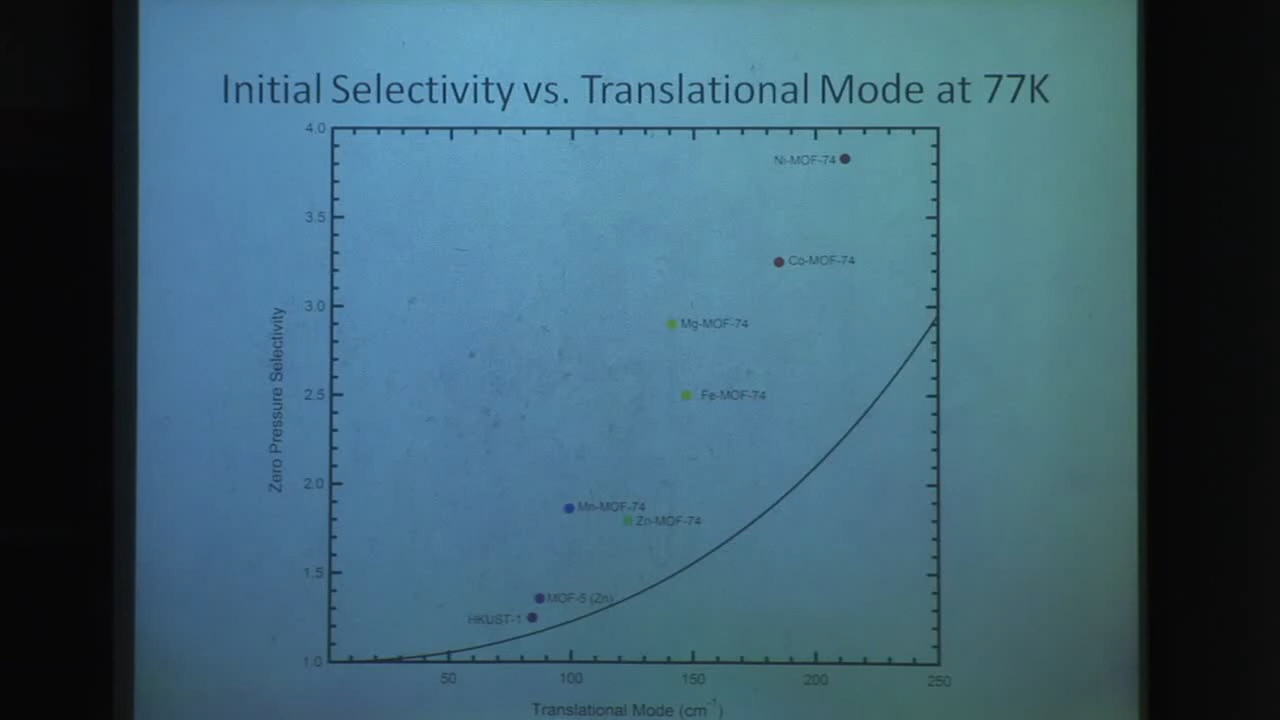 Initial Selectivity vs. Translational Mode at 77K
4.0
Ni-MOF-74
3.5
Co-MOF-74
3.0
Mg-MOF-74
2.5
Fe-MOF-74
Zero Pressure Selectivity
2.0
Mn-MOF-74
Zn-MOF-74
1.5
MOF-5 (Zn)
HKUST-1
1.0
50 100 150 200 250
Translational Mode (cm⁻¹)